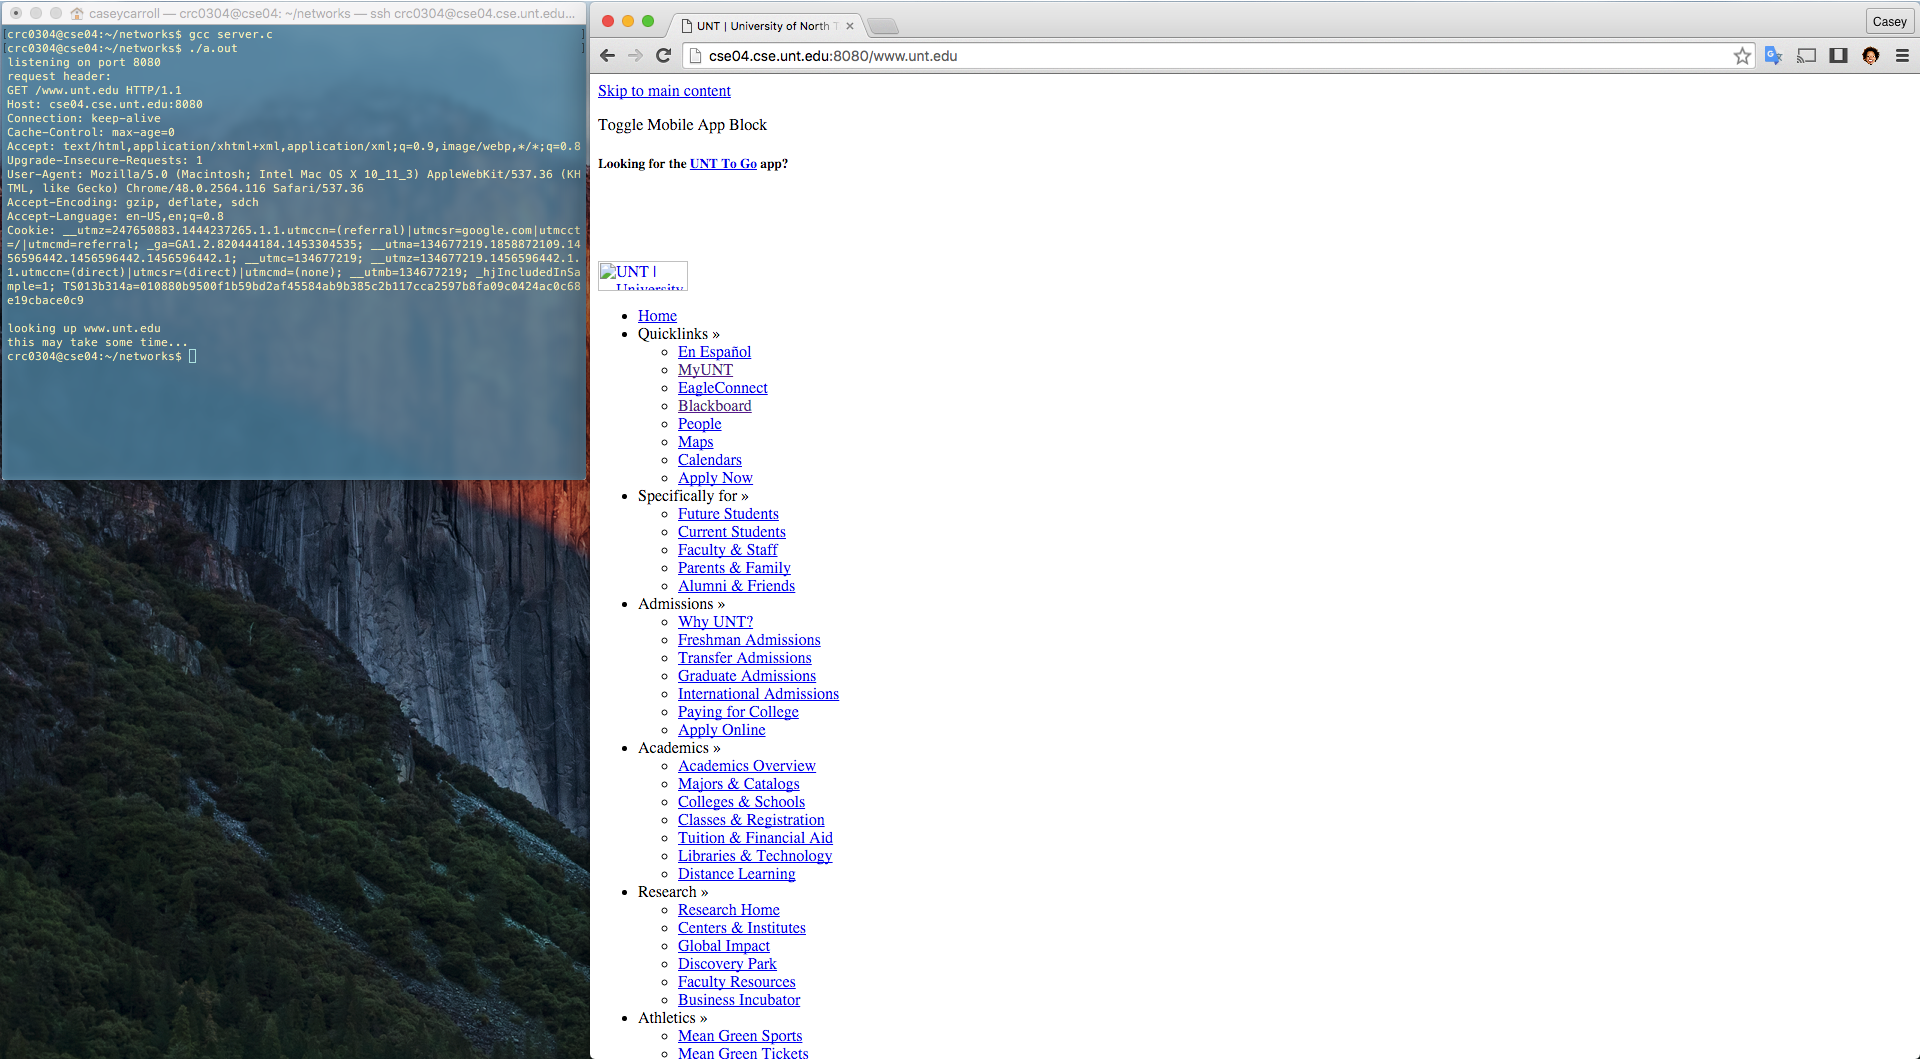 caseycarroll — crc0304@cse04: ~/networks — ssh crc0304@cse04.cse.unt.edu...
[crc0304@cse04:~/networks$ gcc server.c ]
[crc0304@cse04:~/networks$ ./a.out ]
listening on port 8080
request header:
GET /www.unt.edu HTTP/1.1
Host: cse04.cse.unt.edu:8080
Connection: keep-alive
Cache-Control: max-age=0
Accept: text/html,application/xhtml+xml,application/xml;q=0.9,image/webp,*/*;q=0.8
Upgrade-Insecure-Requests: 1
User-Agent: Mozilla/5.0 (Macintosh; Intel Mac OS X 10_11_3) AppleWebKit/537.36 (KH
TML, like Gecko) Chrome/48.0.2564.116 Safari/537.36
Accept-Encoding: gzip, deflate, sdch
Accept-Language: en-US,en;q=0.8
Cookie: __utmz=247650883.1444237265.1.1.utmccn=(referral)|utmcsr=google.com|utmcct
=/|utmcmd=referral; _ga=GA1.2.820444184.1453304535; __utma=134677219.1858872109.14
56596442.1456596442.1456596442.1; __utmc=134677219; __utmz=134677219.1456596442.1.
1.utmccn=(direct)|utmcsr=(direct)|utmcmd=(none); __utmb=134677219; _hjIncludedInSa
mple=1; TS013b314a=010880b9500f1b59bd2af45584ab9b385c2b117cca2597b8fa09c0424ac0c68
e19cbace0c9
looking up www.unt.edu
this may take some time...
crc0304@cse04:~/networks$
UNT | University of North T
Casey
cse04.cse.unt.edu:8080/www.unt.edu
Skip to main content
Toggle Mobile App Block
Looking for the UNT To Go app?
UNT |
University
Home
Quicklinks »
En Español
MyUNT
EagleConnect
Blackboard
People
Maps
Calendars
Apply Now
Specifically for »
Future Students
Current Students
Faculty & Staff
Parents & Family
Alumni & Friends
Admissions »
Why UNT?
Freshman Admissions
Transfer Admissions
Graduate Admissions
International Admissions
Paying for College
Apply Online
Academics »
Academics Overview
Majors & Catalogs
Colleges & Schools
Classes & Registration
Tuition & Financial Aid
Libraries & Technology
Distance Learning
Research »
Research Home
Centers & Institutes
Global Impact
Discovery Park
Faculty Resources
Business Incubator
Athletics »
Mean Green Sports
Mean Green Tickets